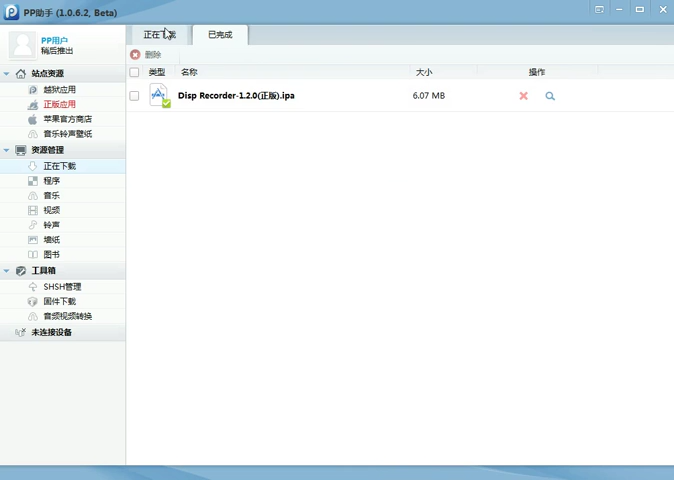 PP助手 (1.0.6.2, Beta)
PP用户
稍后推出
正在下载
已完成
删除
类型 名称 大小 操作
Disp Recorder-1.2.0(正版).ipa 6.07 MB
站点资源
越狱应用
正版应用
苹果官方商店
音乐铃声壁纸
资源管理
正在下载
程序
音乐
视频
铃声
墙纸
图书
工具箱
SHSH管理
固件下载
音频视频转换
未连接设备